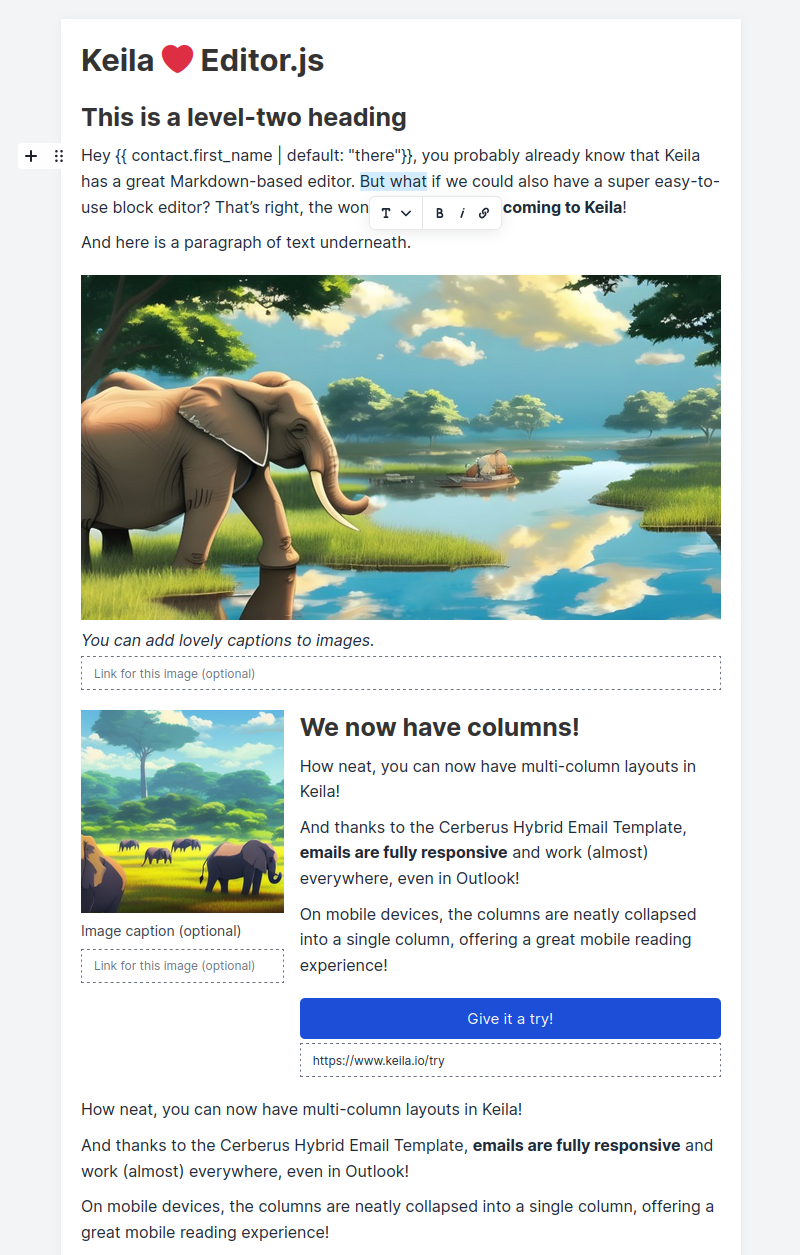 Keila ❤ Editor.js
This is a level-two heading
Hey {{ contact.first_name | default: "there"}}, you probably already know that Keila
has a great Markdown-based editor. But what if we could also have a super easy-to-
use block editor? That’s right, the won coming to Keila!
T B i
And here is a paragraph of text underneath.
You can add lovely captions to images.
Link for this image (optional)
We now have columns!
How neat, you can now have multi-column layouts in
Keila!
And thanks to the Cerberus Hybrid Email Template,
emails are fully responsive and work (almost)
everywhere, even in Outlook!
On mobile devices, the columns are neatly collapsed
into a single column, offering a great mobile reading
experience!
Give it a try!
https://www.keila.io/try
Image caption (optional)
Link for this image (optional)
How neat, you can now have multi-column layouts in Keila!
And thanks to the Cerberus Hybrid Email Template, emails are fully responsive and
work (almost) everywhere, even in Outlook!
On mobile devices, the columns are neatly collapsed into a single column, offering a
great mobile reading experience!